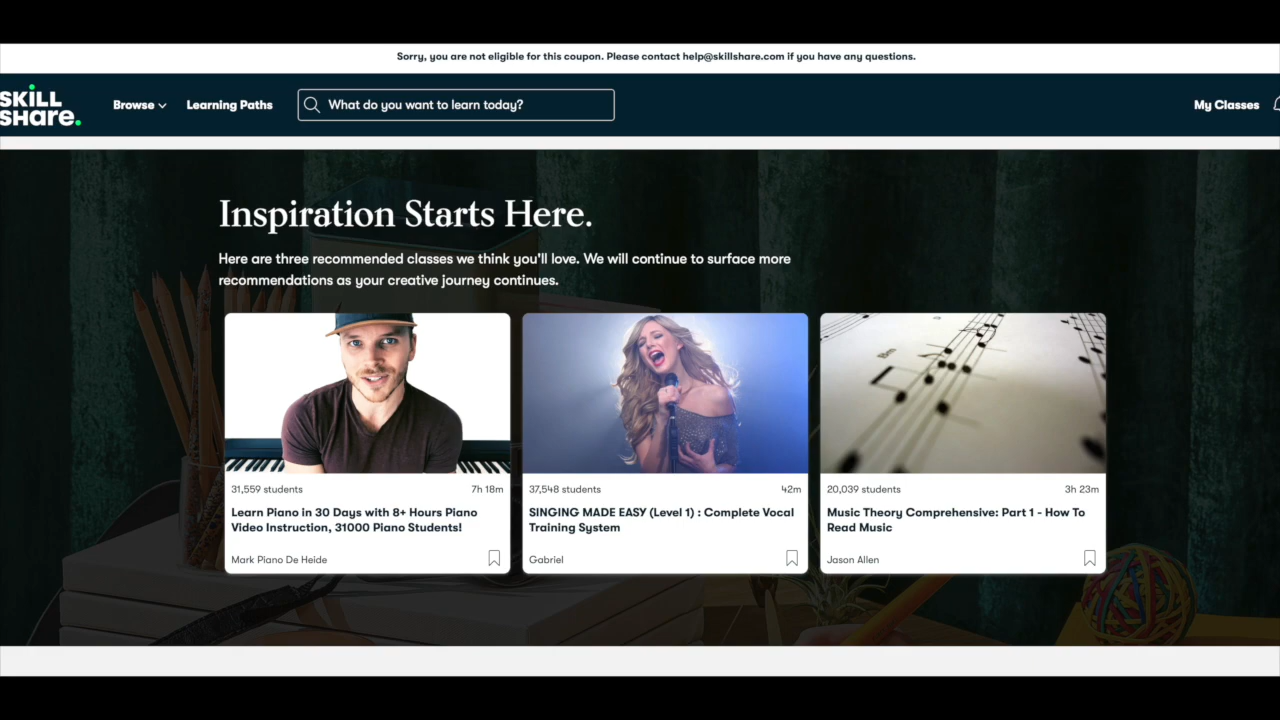 Sorry, you are not eligible for this coupon. Please contact help@skillshare.com if you have any questions.
SKILL
SHare.
Browse
Learning Paths
What do you want to learn today?
My Classes
Inspiration Starts Here.
Here are three recommended classes we think you'll love. We will continue to surface more
recommendations as your creative journey continues.
31,559 students
7h 18m
Learn Piano in 30 Days with 8+ Hours Piano
Video Instruction, 31000 Piano Students!
Mark Piano De Heide
37,548 students
42m
SINGING MADE EASY (Level 1) : Complete Vocal
Training System
Gabriel
20,039 students
3h 23m
Music Theory Comprehensive: Part 1 - How To
Read Music
Jason Allen